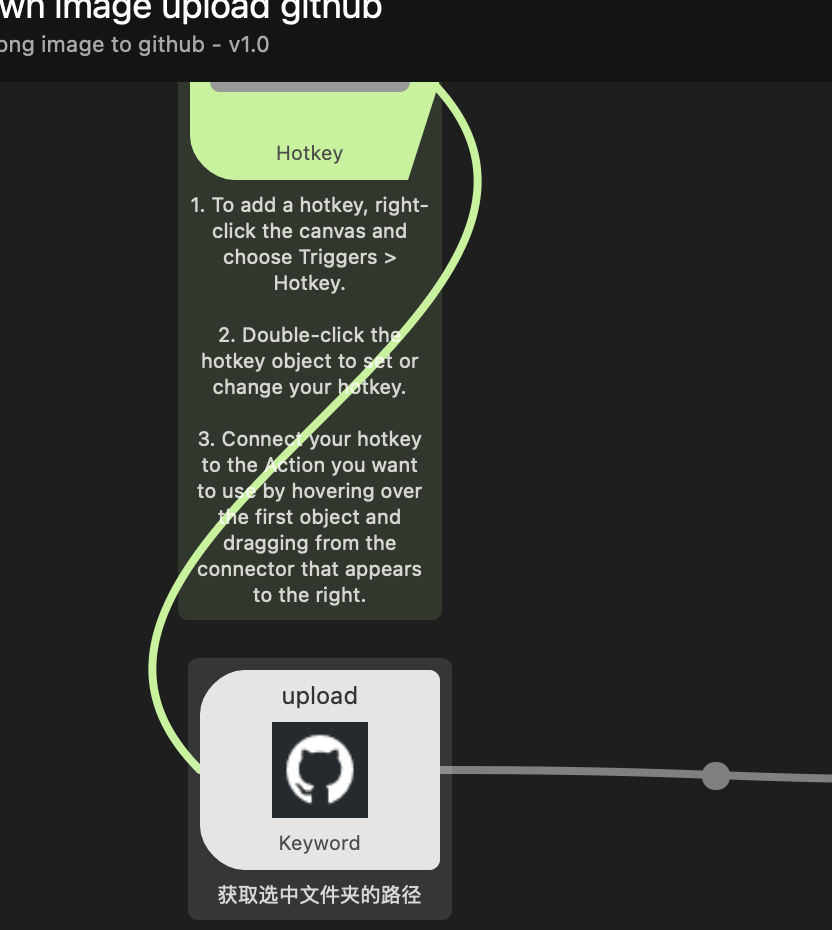 wn image upload github
png image to github - v1.0
Hotkey
1. To add a hotkey, right-
click the canvas and
choose Triggers >
Hotkey.
2. Double-click the
hotkey object to set or
change your hotkey.
3. Connect your hotkey
to the Action you want
to use by hovering over
the first object and
dragging from the
connector that appears
to the right.
upload
Keyword
获取选中文件夹的路径